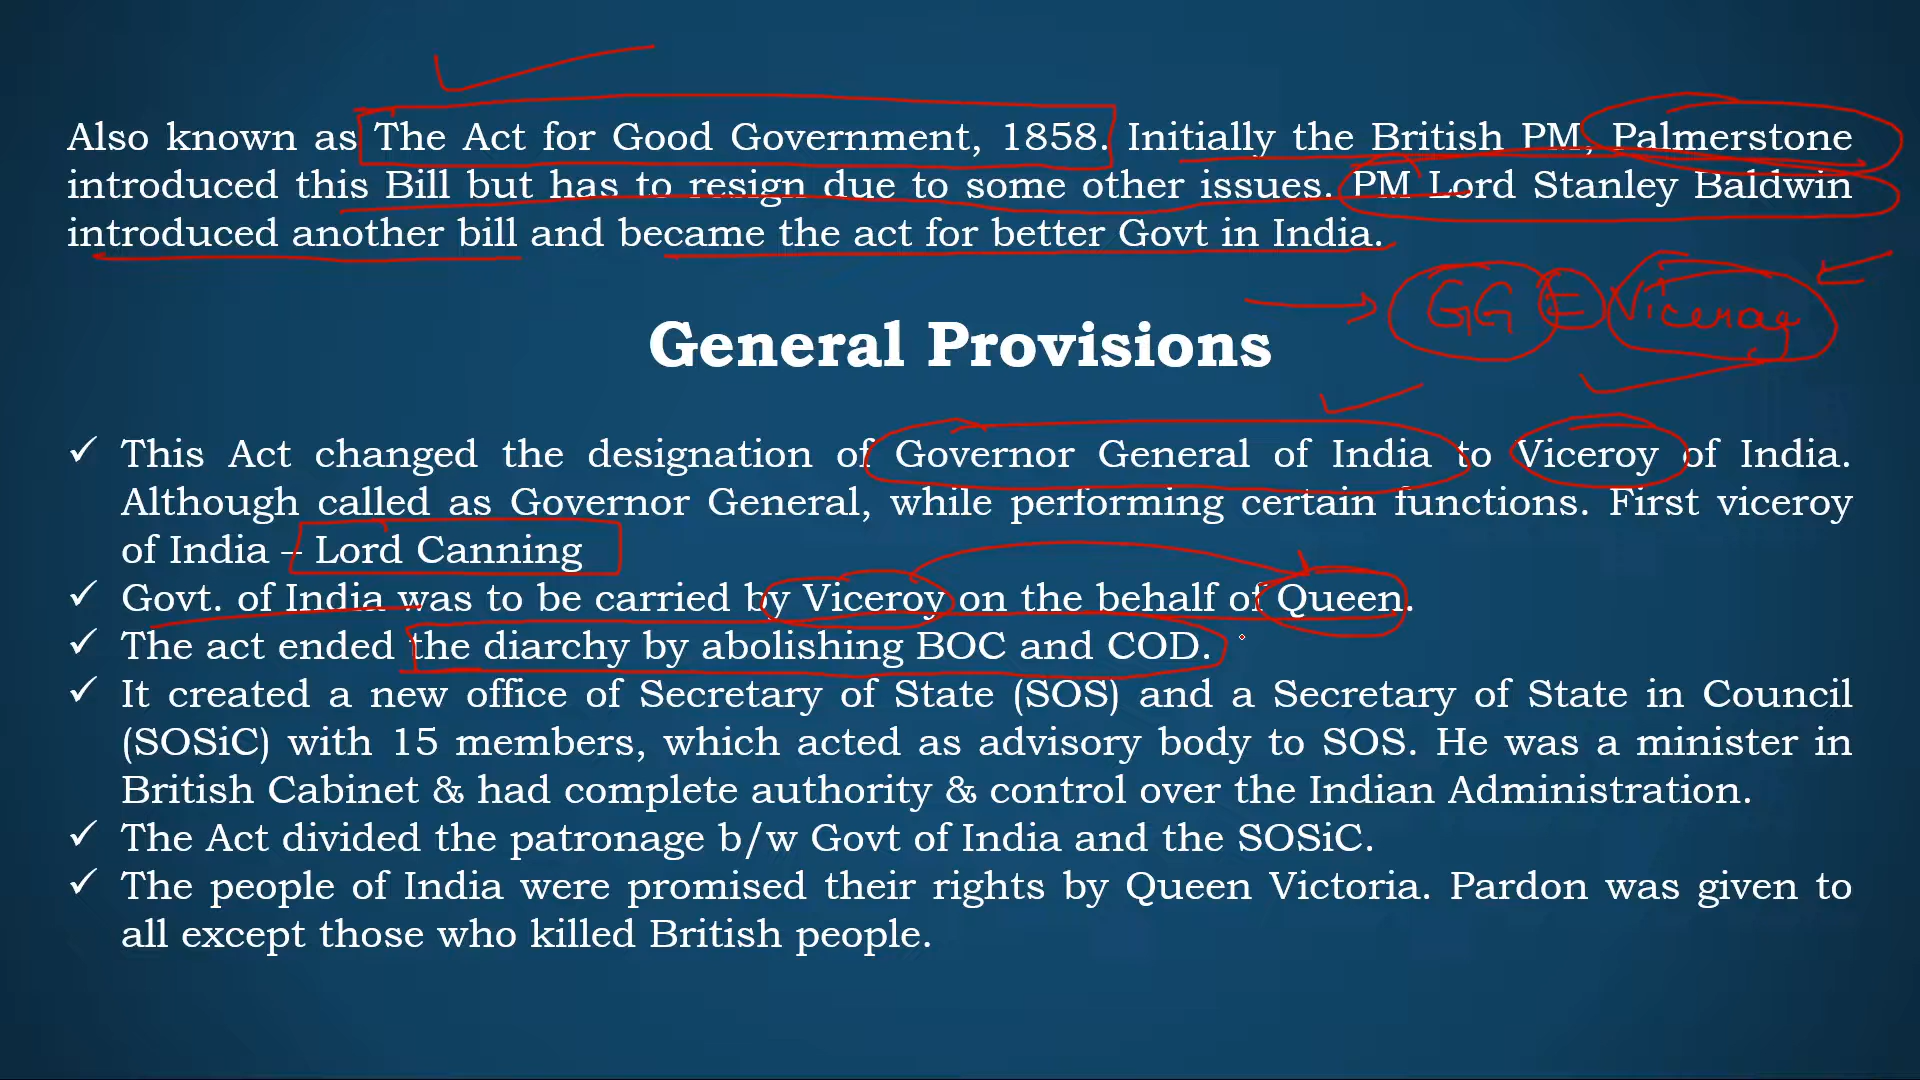 Also known as The Act for Good Government, 1858. Initially the British PM, Palmerstone
introduced this Bill but has to resign due to some other issues. PM Lord Stanley Baldwin
introduced another bill and became the act for better Govt in India.
GG = Viceroy
General Provisions
✓ This Act changed the designation of Governor General of India to Viceroy of India.
Although called as Governor General, while performing certain functions. First viceroy
of India – Lord Canning
✓ Govt. of India was to be carried by Viceroy on the behalf of Queen.
✓ The act ended the diarchy by abolishing BOC and COD.
✓ It created a new office of Secretary of State (SOS) and a Secretary of State in Council
(SOSiC) with 15 members, which acted as advisory body to SOS. He was a minister in
British Cabinet & had complete authority & control over the Indian Administration.
✓ The Act divided the patronage b/w Govt of India and the SOSiC.
✓ The people of India were promised their rights by Queen Victoria. Pardon was given to
all except those who killed British people.